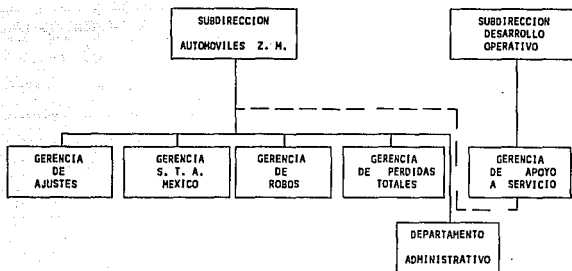 SUBDIRECCION
AUTOMOVILES Z. M.
SUBDIRECCION
DESARROLLO
OPERATIVO
GERENCIA
DE
AJUSTES
GERENCIA
S. T. A.
MEXICO
GERENCIA
DE
ROBOS
GERENCIA
DE PERDIDAS
TOTALES
GERENCIA
DE APOYO
A SERVICIO
DEPARTAMENTO
ADMINISTRATIVO